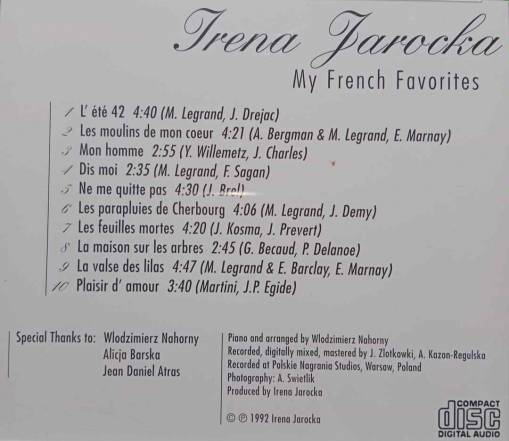 Irena Jarocka
My French Favorites
1 L' été 42 4:40 (M. Legrand, J. Drejac)
2 Les moulins de mon coeur 4:21 (A. Bergman & M. Legrand, E. Marnay)
3 Mon homme 2:55 (Y. Willemetz, J. Charles)
4 Dis moi 2:35 (M. Legrand, F. Sagan)
5 Ne me quitte pas 4:30 (J. Brel)
6 Les parapluies de Cherbourg 4:06 (M. Legrand, J. Demy)
7 Les feuilles mortes 4:20 (J. Kosma, J. Prevert)
8 La maison sur les arbres 2:45 (G. Becaud, P. Delanoe)
9 La valse des lilas 4:47 (M. Legrand & E. Barclay, E. Marnay)
10 Plaisir d' amour 3:40 (Martini, J.P. Egide)
Special Thanks to: Wlodzimierz Nahorny
Alicja Barska
Jean Daniel Atras
Piano and arranged by Wlodzimierz Nahorny
Recorded, digitally mixed, mastered by J. Zlotkowki, A. Kazon-Regulska
Recorded at Polskie Nagrania Studios, Warsaw, Poland
Photography: A. Swietlik
Produced by Irena Jarocka
© ℗ 1992 Irena Jarocka
COMPACT
disc
DIGITAL AUDIO